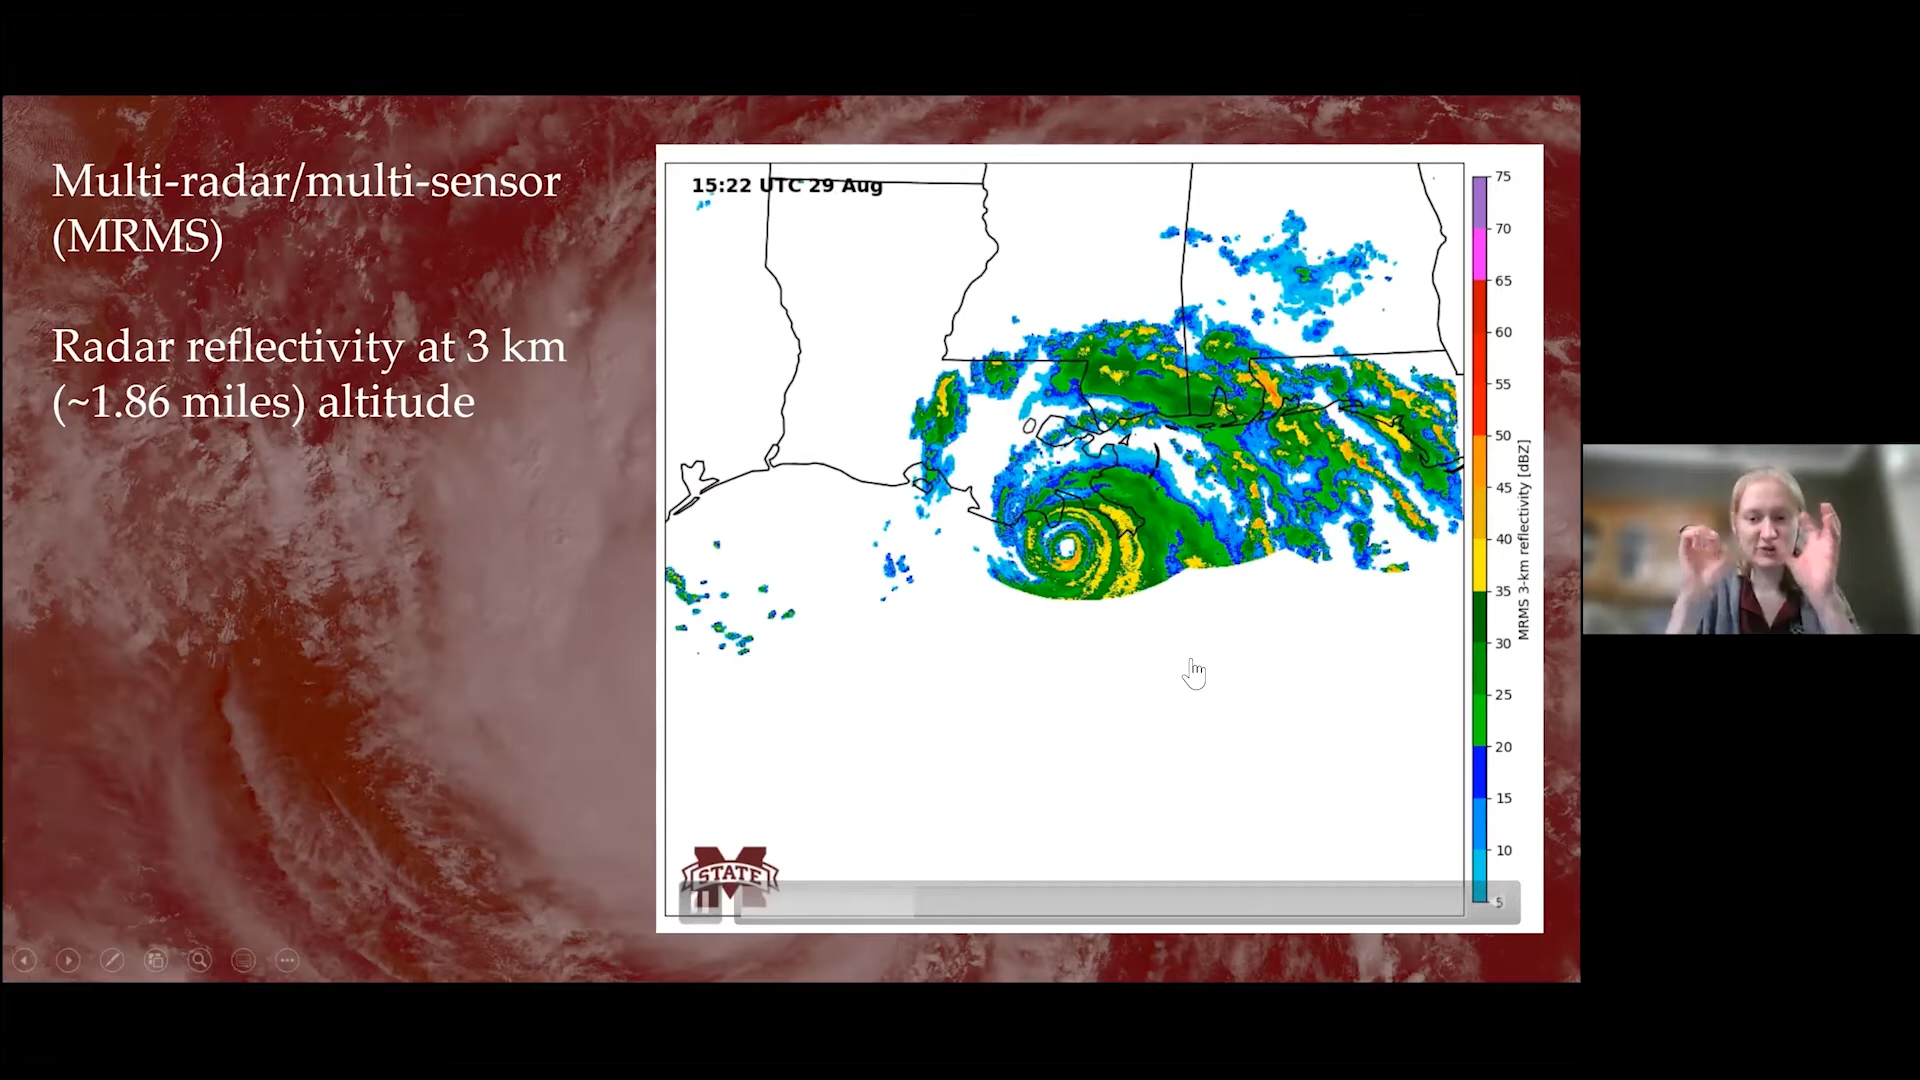 Multi-radar/multi-sensor
(MRMS)
Radar reflectivity at 3 km
(~1.86 miles) altitude
15:22 UTC 29 Aug
75
70
65
60
55
50
45
40
35
30
25
20
15
10
5
MRMS 3-km reflectivity [dBZ]
STATE